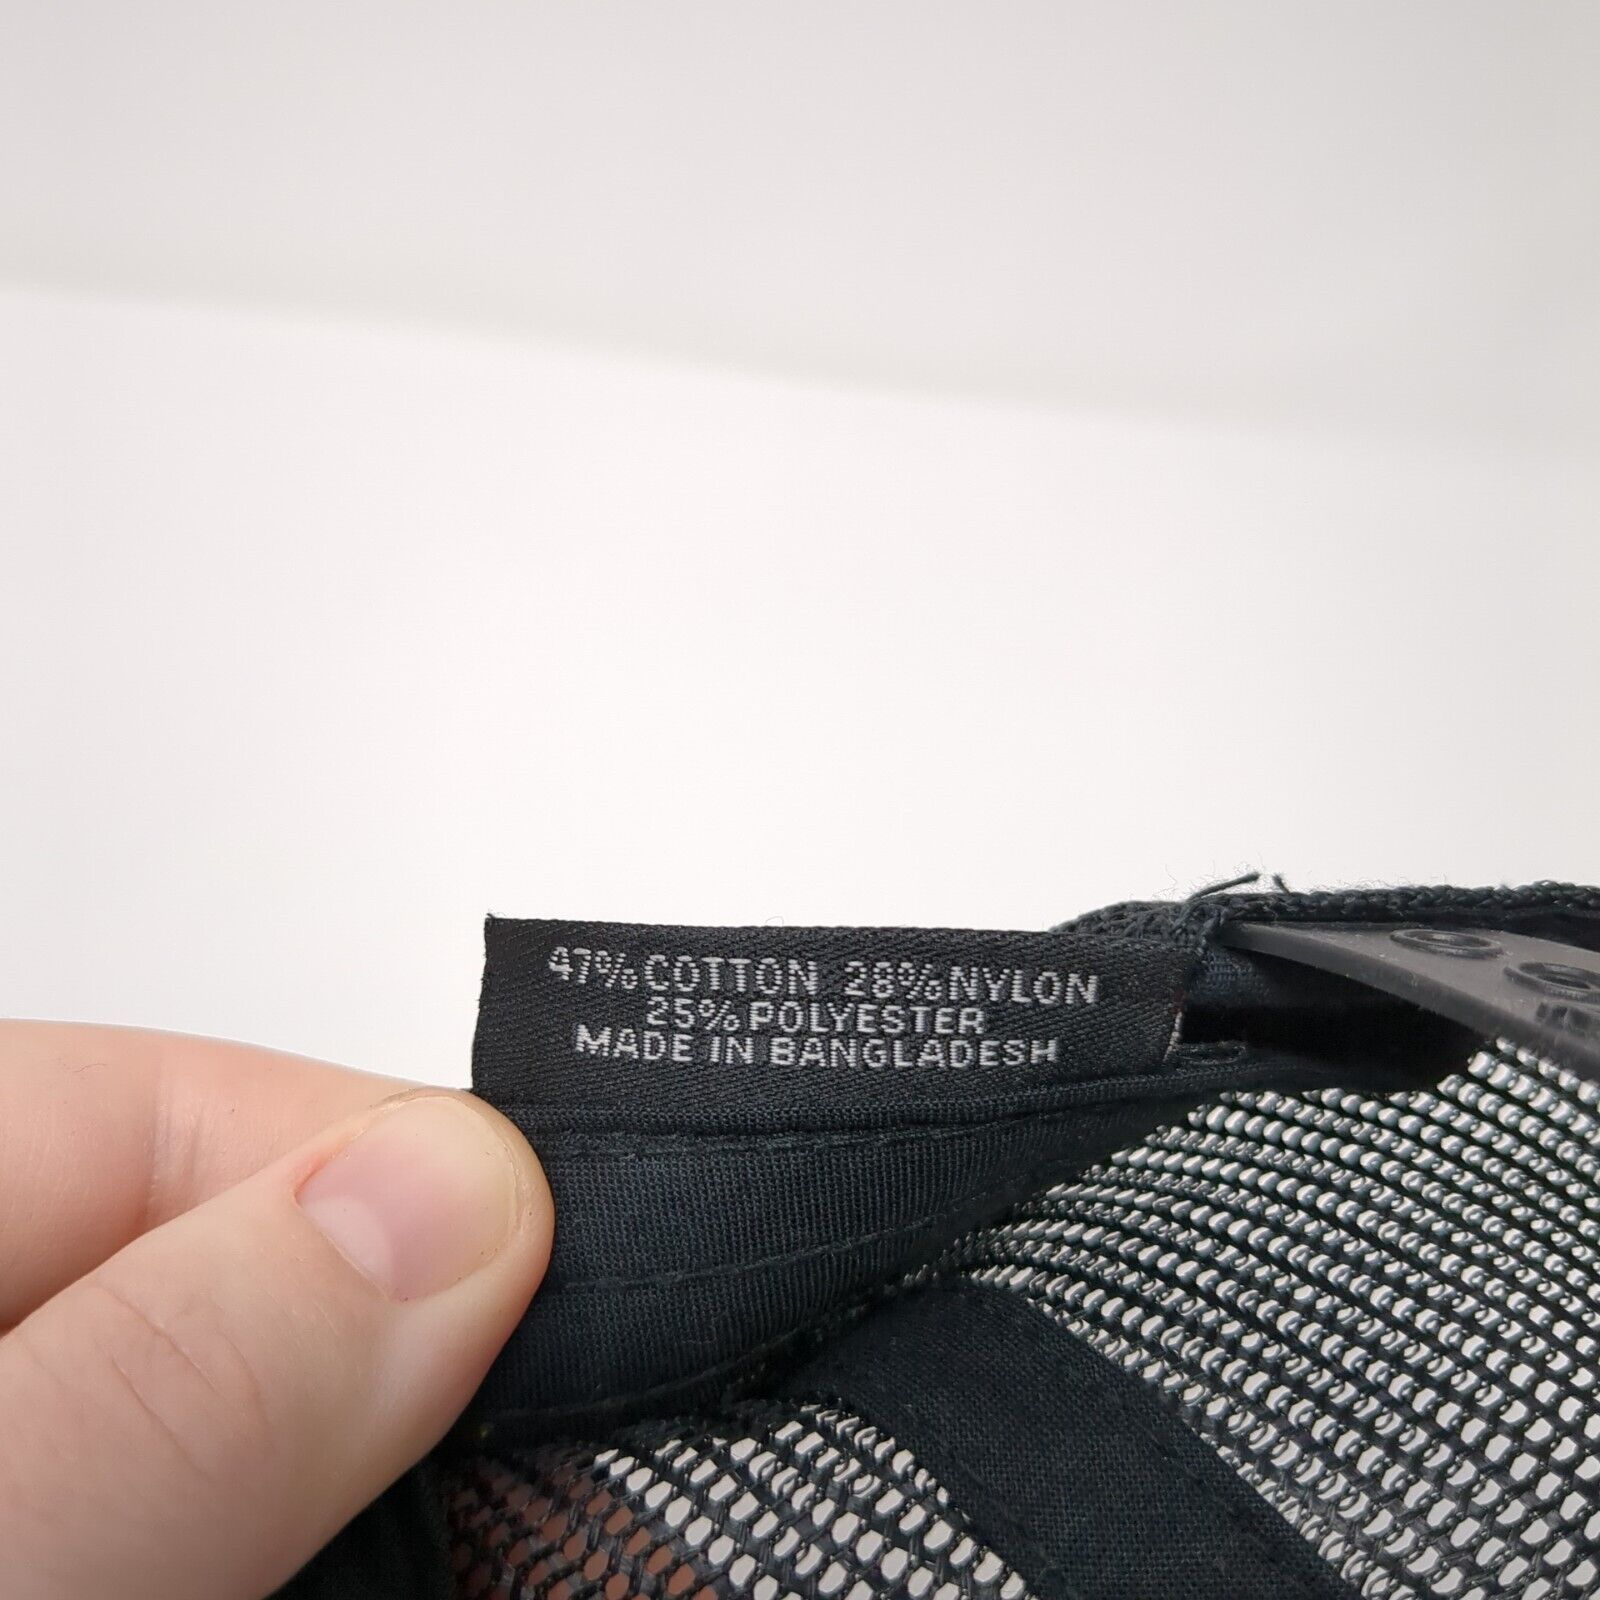 47% COTTON 28% NYLON
25% POLYESTER
MADE IN BANGLADESH